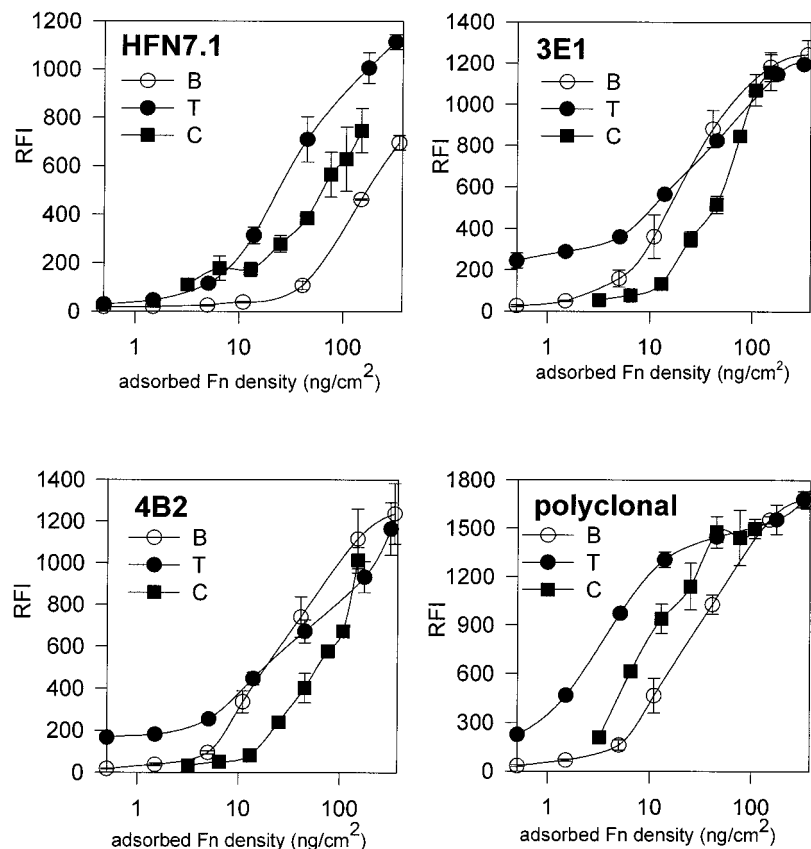 HFN7.1
B
T
C
1200
1000
800
600
400
200
0
RFI
1 10 100
adsorbed Fn density (ng/cm2)
3E1
B
T
C
1400
1200
1000
800
600
400
200
0
RFI
1 10 100
adsorbed Fn density (ng/cm2)
4B2
B
T
C
1400
1200
1000
800
600
400
200
0
RFI
1 10 100
adsorbed Fn density (ng/cm2)
polyclonal
B
T
C
1800
1500
1200
900
600
300
0
RFI
1 10 100
adsorbed Fn density (ng/cm2)